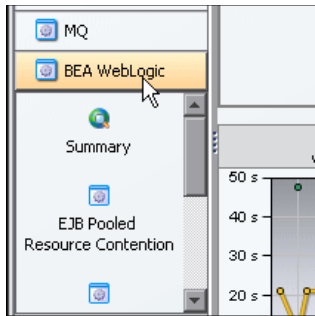 MQ
BEA WebLogic
Summary
EJB Pooled
Resource Contention
50 s
40 s
30 s
20 s